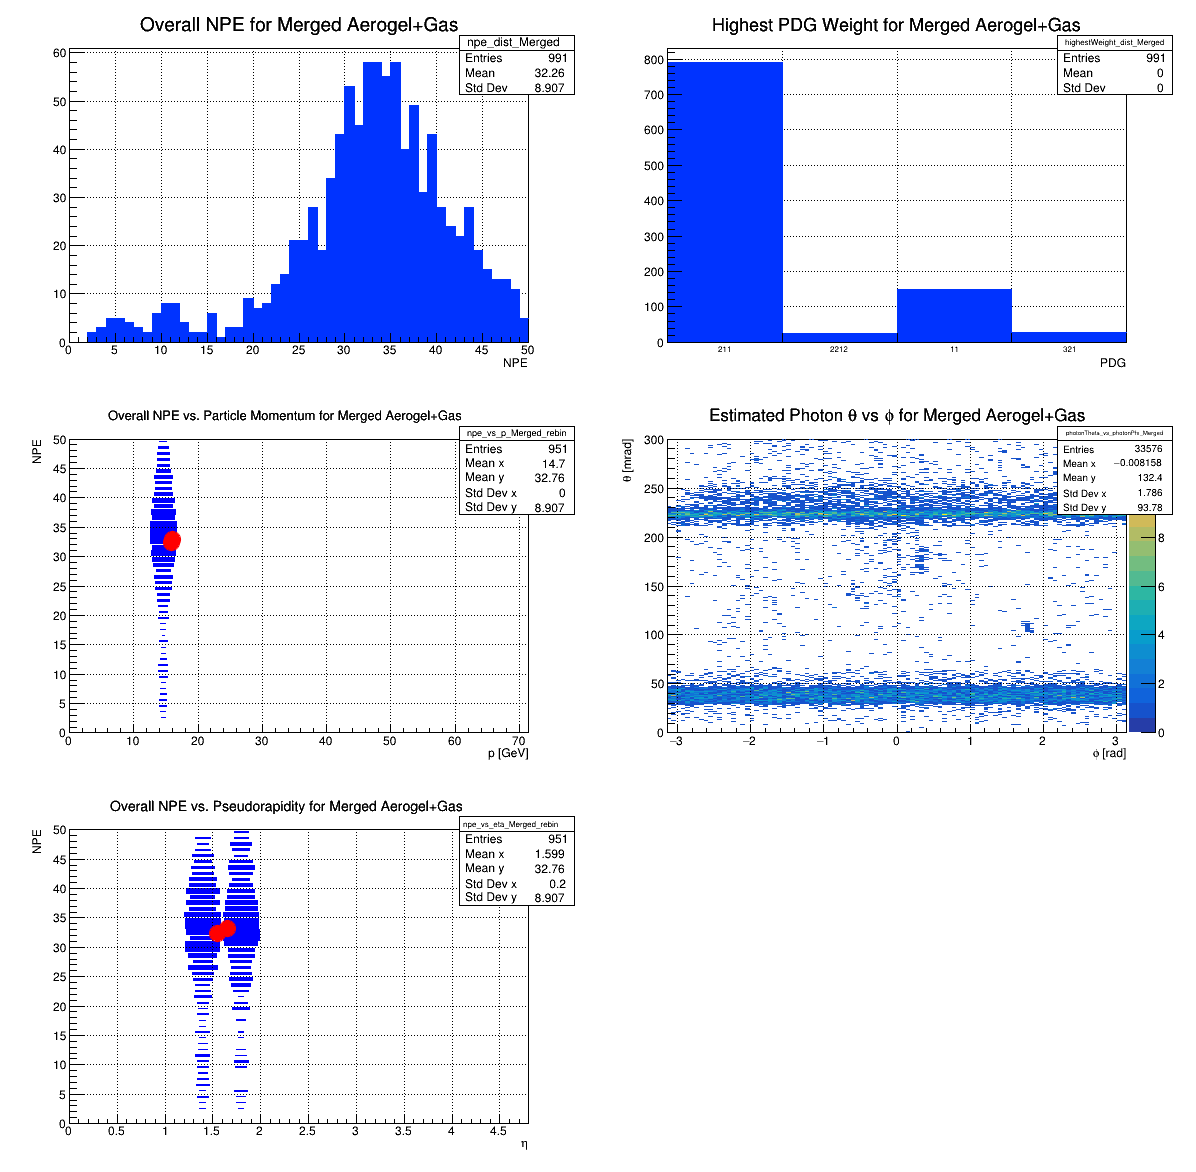 Overall NPE for Merged Aerogel+Gas
npe_dist_Merged
Entries 991
Mean 32.26
Std Dev 8.907
60
50
40
30
20
10
0
0 5 10 15 20 25 30 35 40 45 50
NPE
Highest PDG Weight for Merged Aerogel+Gas
highestWeight_dist_Merged
Entries 991
Mean 0
Std Dev 0
800
700
600
500
400
300
200
100
0
211 2212 11 321
PDG
Overall NPE vs. Particle Momentum for Merged Aerogel+Gas
npe_vs_p_Merged_rebin
Entries 951
Mean x 14.7
Mean y 32.76
Std Dev x 0
Std Dev y 8.907
NPE
50
45
40
35
30
25
20
15
10
5
0
0 10 20 30 40 50 60 70
p [GeV]
Estimated Photon θ vs ϕ for Merged Aerogel+Gas
photonTheta_vs_photonPhi_Merged
Entries 33576
Mean x −0.008158
Mean y 132.4
Std Dev x 1.786
Std Dev y 93.78
θ [mrad]
300
250
200
150
100
50
0
−3 −2 −1 0 1 2 3
ϕ [rad]
8
6
4
2
0
Overall NPE vs. Pseudorapidity for Merged Aerogel+Gas
npe_vs_eta_Merged_rebin
Entries 951
Mean x 1.599
Mean y 32.76
Std Dev x 0.2
Std Dev y 8.907
NPE
50
45
40
35
30
25
20
15
10
5
0
0 0.5 1 1.5 2 2.5 3 3.5 4 4.5
η